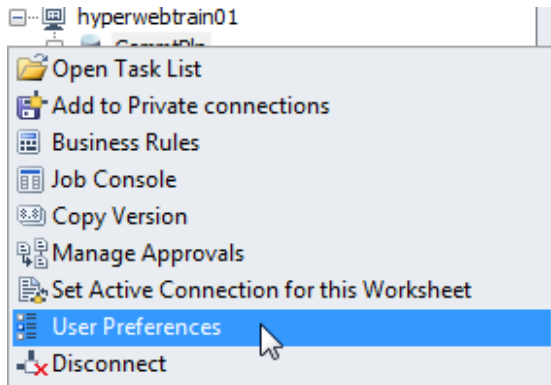 hyperwebtrain01
Open Task List
Add to Private connections
Business Rules
Job Console
Copy Version
Manage Approvals
Set Active Connection for this Worksheet
User Preferences
Disconnect